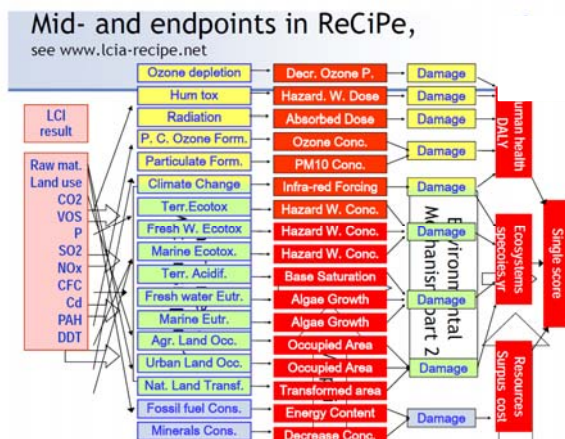 Mid- and endpoints in ReCiPe,
see www.lcia-recipe.net
LCI
result
Raw mat.
Land use
CO2
VOS
P
SO2
NOx
CFC
Cd
PAH
DDT
Ozone depletion
Hum tox
Radiation
P. C. Ozone Form.
Particulate Form.
Climate Change
Terr.Ecotox
Fresh W. Ecotox
Marine Ecotox.
Terr. Acidif.
Fresh water Eutr.
Marine Eutr.
Agr. Land Occ.
Urban Land Occ.
Nat. Land Transf.
Fossil fuel Cons.
Minerals Cons.
Decr. Ozone P.
Hazard. W. Dose
Absorbed Dose
Ozone Conc.
PM10 Conc.
Infra-red Forcing
Hazard W. Conc.
Hazard W. Conc.
Hazard W. Conc.
Base Saturation
Algae Growth
Algae Growth
Occupied Area
Occupied Area
Transformed area
Energy Content
Decrease Conc.
Damage
Damage
Damage
Damage
Damage
Damage
Damage
Damage
Damage
Environmental
Mechanism part 2
uman health
DALY
Ecosystems
specoies.yr
Resources
Surpus. cost
Single score